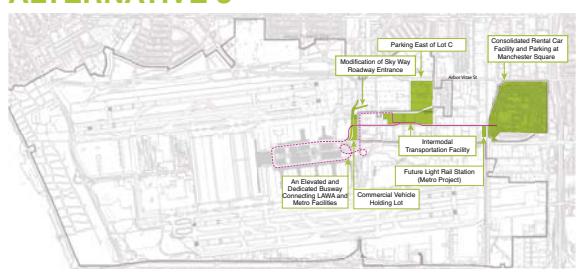 Parking East of Lot C
Consolidated Rental Car
Facility and Parking at
Manchester Square
Modification of Sky Way
Roadway Entrance
Arbor Vitae St
Intermodal
Transportation Facility
Future Light Rail Station
(Metro Project)
An Elevated and
Dedicated Busway
Connecting LAWA and
Metro Facilities
Commercial Vehicle
Holding Lot